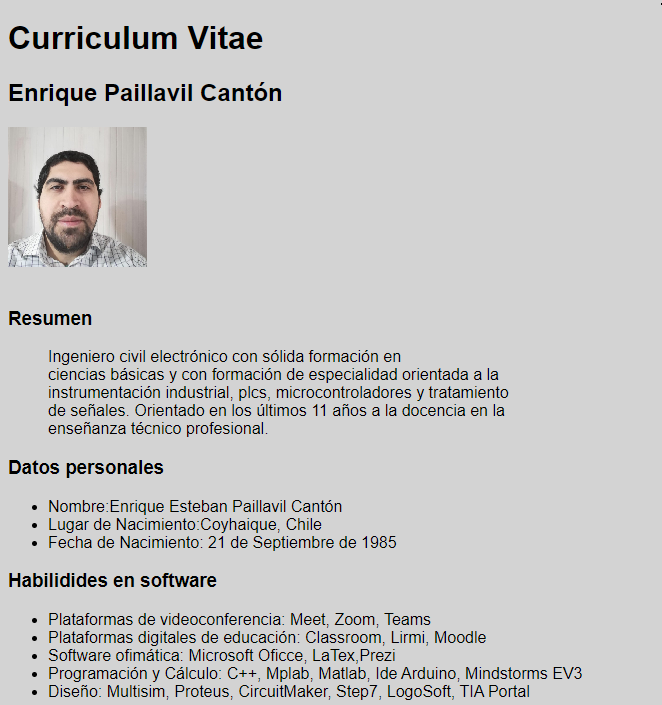 Curriculum Vitae
Enrique Paillavil Cantón
Resumen
Ingeniero civil electrónico con sólida formación en
ciencias básicas y con formación de especialidad orientada a la
instrumentación industrial, plcs, microcontroladores y tratamiento
de señales. Orientado en los últimos 11 años a la docencia en la
enseñanza técnico profesional.
Datos personales
• Nombre:Enrique Esteban Paillavil Cantón
• Lugar de Nacimiento:Coyhaique, Chile
• Fecha de Nacimiento: 21 de Septiembre de 1985
Habilidides en software
• Plataformas de videoconferencia: Meet, Zoom, Teams
• Plataformas digitales de educación: Classroom, Lirmi, Moodle
• Software ofimática: Microsoft Oficce, LaTex,Prezi
• Programación y Cálculo: C++, Mplab, Matlab, Ide Arduino, Mindstorms EV3
• Diseño: Multisim, Proteus, CircuitMaker, Step7, LogoSoft, TIA Portal